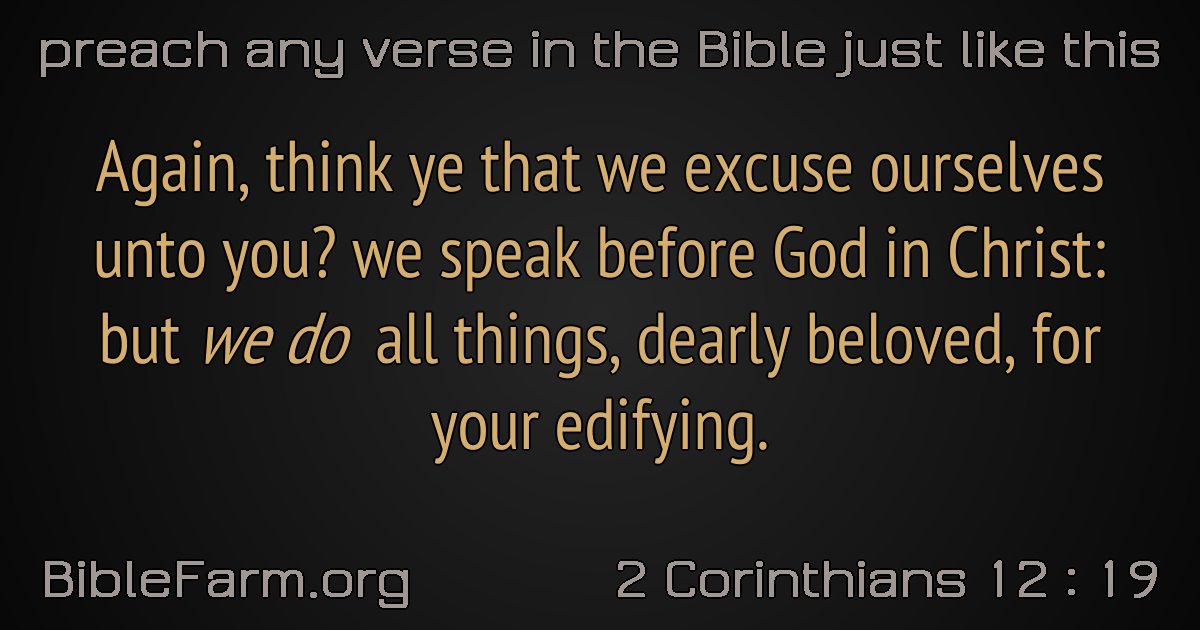 preach any verse in the Bible just like this
Again, think ye that we excuse ourselves
unto you? we speak before God in Christ:
but we do all things, dearly beloved, for
your edifying.
BibleFarm.org
2 Corinthians 12 : 19